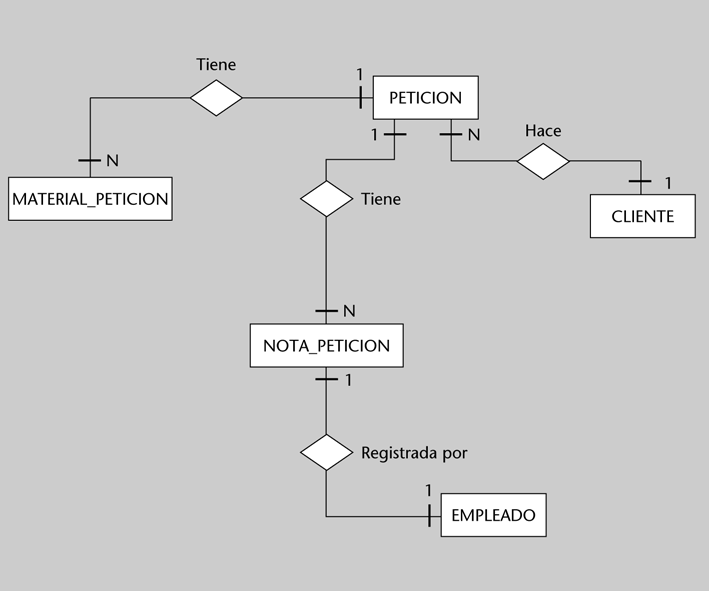 Tiene
1
PETICION
1
N
Hace
N
1
MATERIAL_PETICION
Tiene
CLIENTE
N
NOTA_PETICION
1
Registrada por
1
EMPLEADO